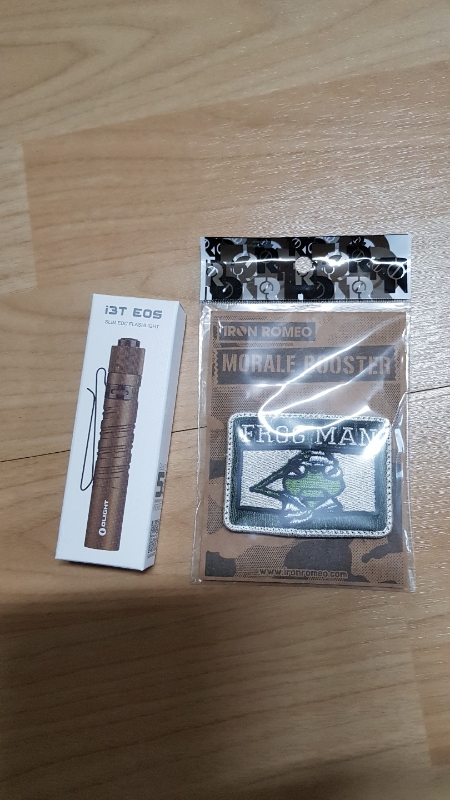 i3T EOS
SLIM EDC FLASHLIGHT
OLIGHT
IRON ROMEO
MORALE BOOSTER
FROG MAN
www.ironromeo.com